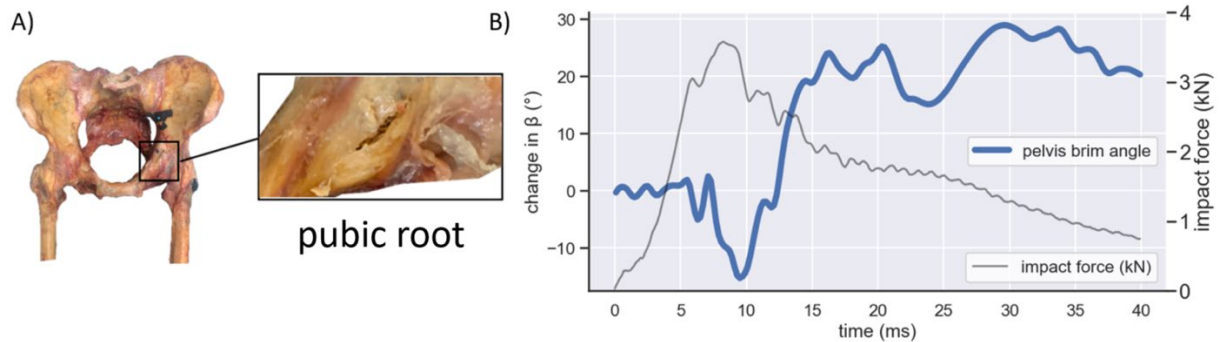 A)
pubic root
B)
30
20
10
0
−10
change in β (°)
4
3
2
1
0
impact force (kN)
pelvis brim angle
impact force (kN)
0 5 10 15 20 25 30 35 40
time (ms)